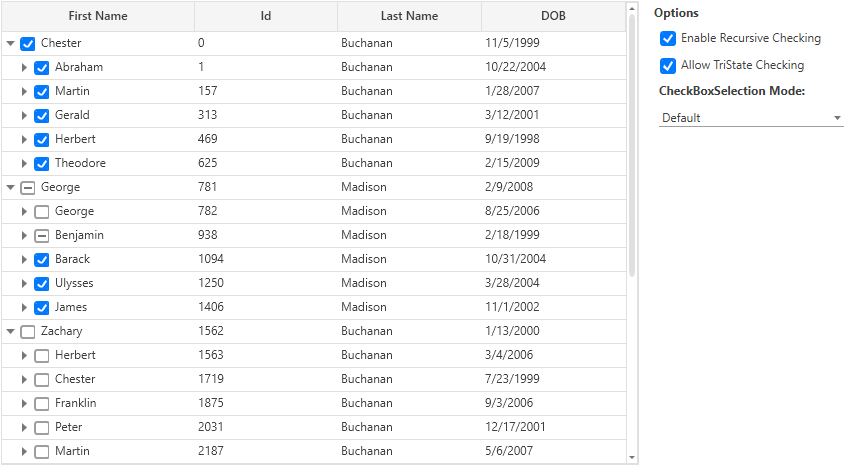 First Name Id Last Name DOB
Chester 0 Buchanan 11/5/1999
Abraham 1 Buchanan 10/22/2004
Martin 157 Buchanan 1/28/2007
Gerald 313 Buchanan 3/12/2001
Herbert 469 Buchanan 9/19/1998
Theodore 625 Buchanan 2/15/2009
George 781 Madison 2/9/2008
George 782 Madison 8/25/2006
Benjamin 938 Madison 2/18/1999
Barack 1094 Madison 10/31/2004
Ulysses 1250 Madison 3/28/2004
James 1406 Madison 11/1/2002
Zachary 1562 Buchanan 1/13/2000
Herbert 1563 Buchanan 3/4/2006
Chester 1719 Buchanan 7/23/1999
Franklin 1875 Buchanan 9/3/2006
Peter 2031 Buchanan 12/17/2001
Martin 2187 Buchanan 5/6/2007
Options
Enable Recursive Checking
Allow TriState Checking
CheckBoxSelection Mode:
Default